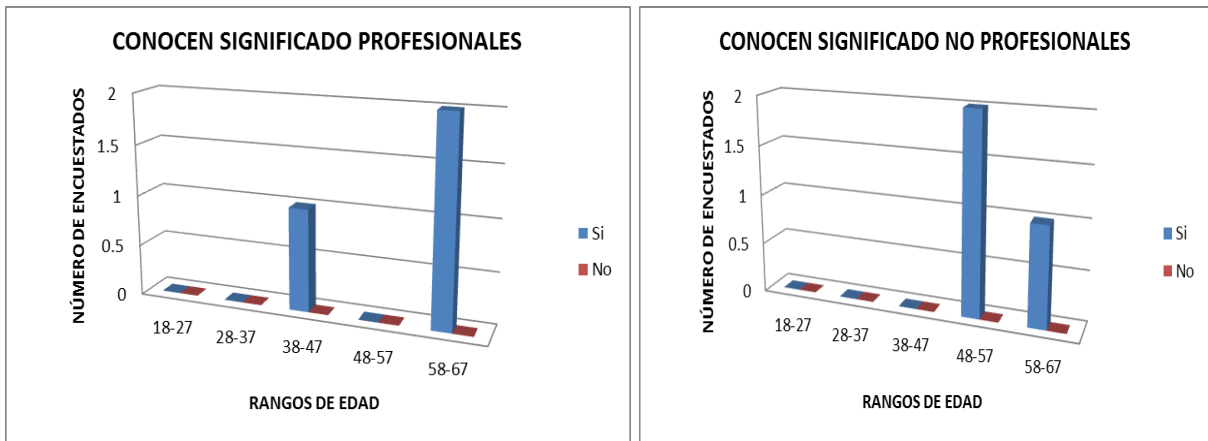 CONOCEN SIGNIFICADO PROFESIONALES
NÚMERO DE ENCUESTADOS
2
1.5
1
0.5
0
18-27
28-37
38-47
48-57
58-67
RANGOS DE EDAD
Si
No
CONOCEN SIGNIFICADO NO PROFESIONALES
NÚMERO DE ENCUESTADOS
2
1.5
1
0.5
0
18-27
28-37
38-47
48-57
58-67
RANGOS DE EDAD
Si
No